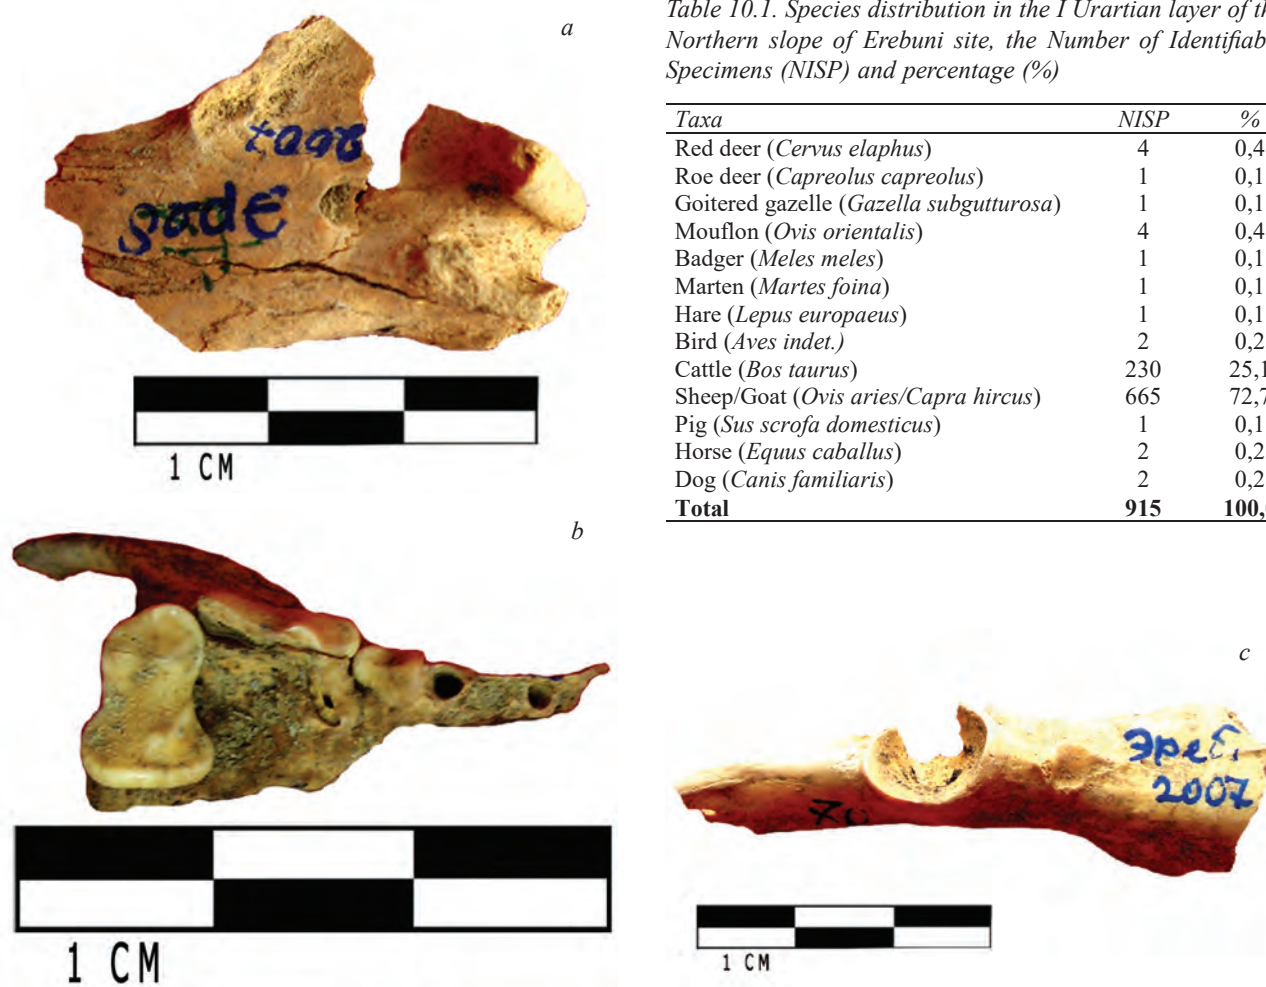 a
Table 10.1. Species distribution in the I Urartian layer of th
Northern slope of Erebuni site, the Number of Identifiab
Specimens (NISP) and percentage (%)
Taxa NISP %
Red deer (Cervus elaphus) 4 0,4
Roe deer (Capreolus capreolus) 1 0,1
Goitered gazelle (Gazella subgutturosa) 1 0,1
Mouflon (Ovis orientalis) 4 0,4
Badger (Meles meles) 1 0,1
Marten (Martes foina) 1 0,1
Hare (Lepus europaeus) 1 0,1
Bird (Aves indet.) 2 0,2
Cattle (Bos taurus) 230 25,1
Sheep/Goat (Ovis aries/Capra hircus) 665 72,7
Pig (Sus scrofa domesticus) 1 0,1
Horse (Equus caballus) 2 0,2
Dog (Canis familiaris) 2 0,2
Total 915 100,
1 CM
b
1 CM
c
Эреб.
2007
1 CM